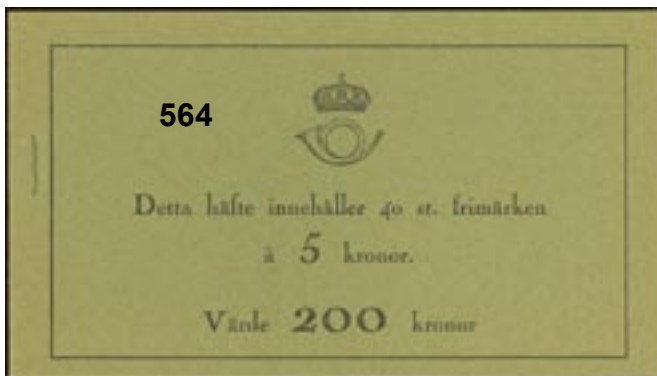 564
Detta häfte innehåller 40 st. frimärken
à 5 kronor.
Värde 200 kronor